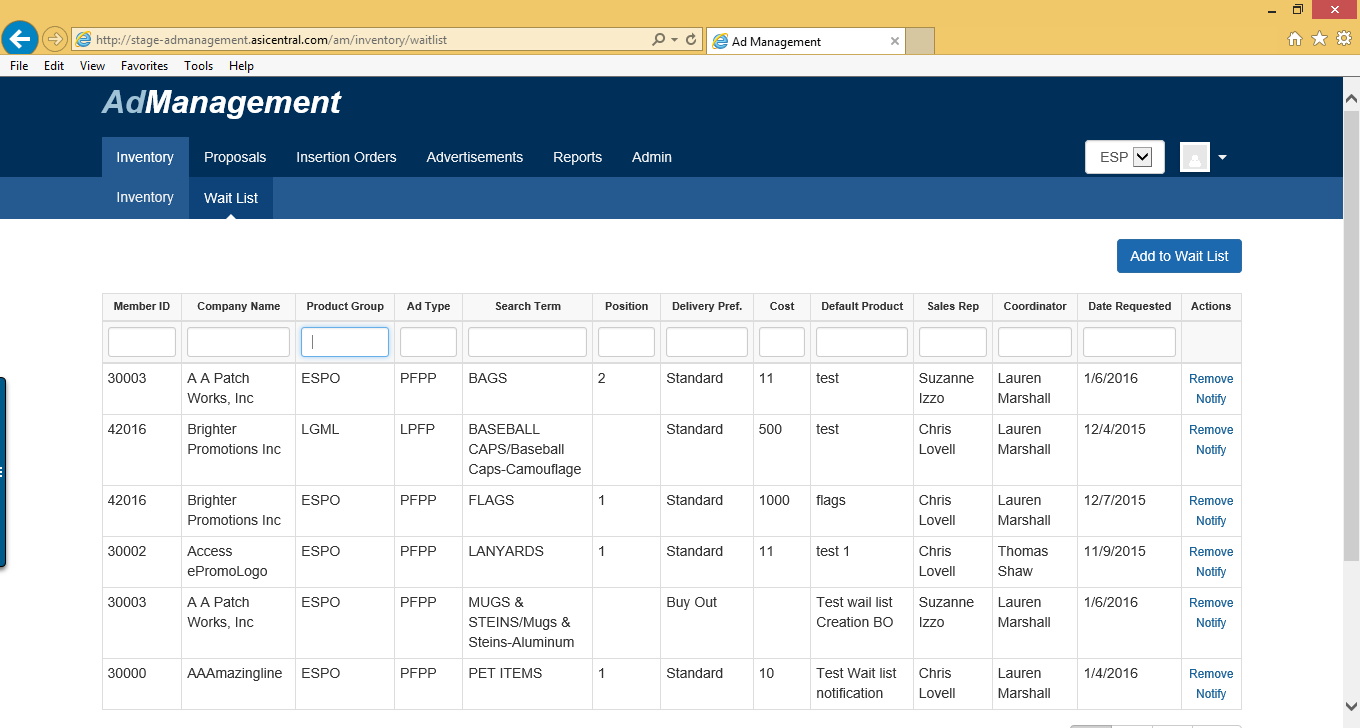 http://stage-admanagement.asicentral.com/am/inventory/waitlist
Ad Management
File Edit View Favorites Tools Help
AdManagement
Inventory Proposals Insertion Orders Advertisements Reports Admin ESP
Inventory Wait List
Add to Wait List
Member ID Company Name Product Group Ad Type Search Term Position Delivery Pref. Cost Default Product Sales Rep Coordinator Date Requested Actions
30003 A A Patch ESPO PFPP BAGS 2 Standard 11 test Suzanne Lauren 1/6/2016 Remove
Works, Inc Izzo Marshall Notify
42016 Brighter LGML LPFP BASEBALL Standard 500 test Chris Lauren 12/4/2015 Remove
Promotions Inc CAPS/Baseball Lovell Marshall Notify
Caps-Camouflage
42016 Brighter ESPO PFPP FLAGS 1 Standard 1000 flags Chris Lauren 12/7/2015 Remove
Promotions Inc Lovell Marshall Notify
30002 Access ESPO PFPP LANYARDS 1 Standard 11 test 1 Chris Thomas 11/9/2015 Remove
ePromoLogo Lovell Shaw Notify
30003 A A Patch ESPO PFPP MUGS & Buy Out Test wail list Suzanne Lauren 1/6/2016 Remove
Works, Inc STEINS/Mugs & Creation BO Izzo Marshall Notify
Steins-Aluminum
30000 AAAmazingline ESPO PFPP PET ITEMS 1 Standard 10 Test Wait list Chris Lauren 1/4/2016 Remove
notification Lovell Marshall Notify